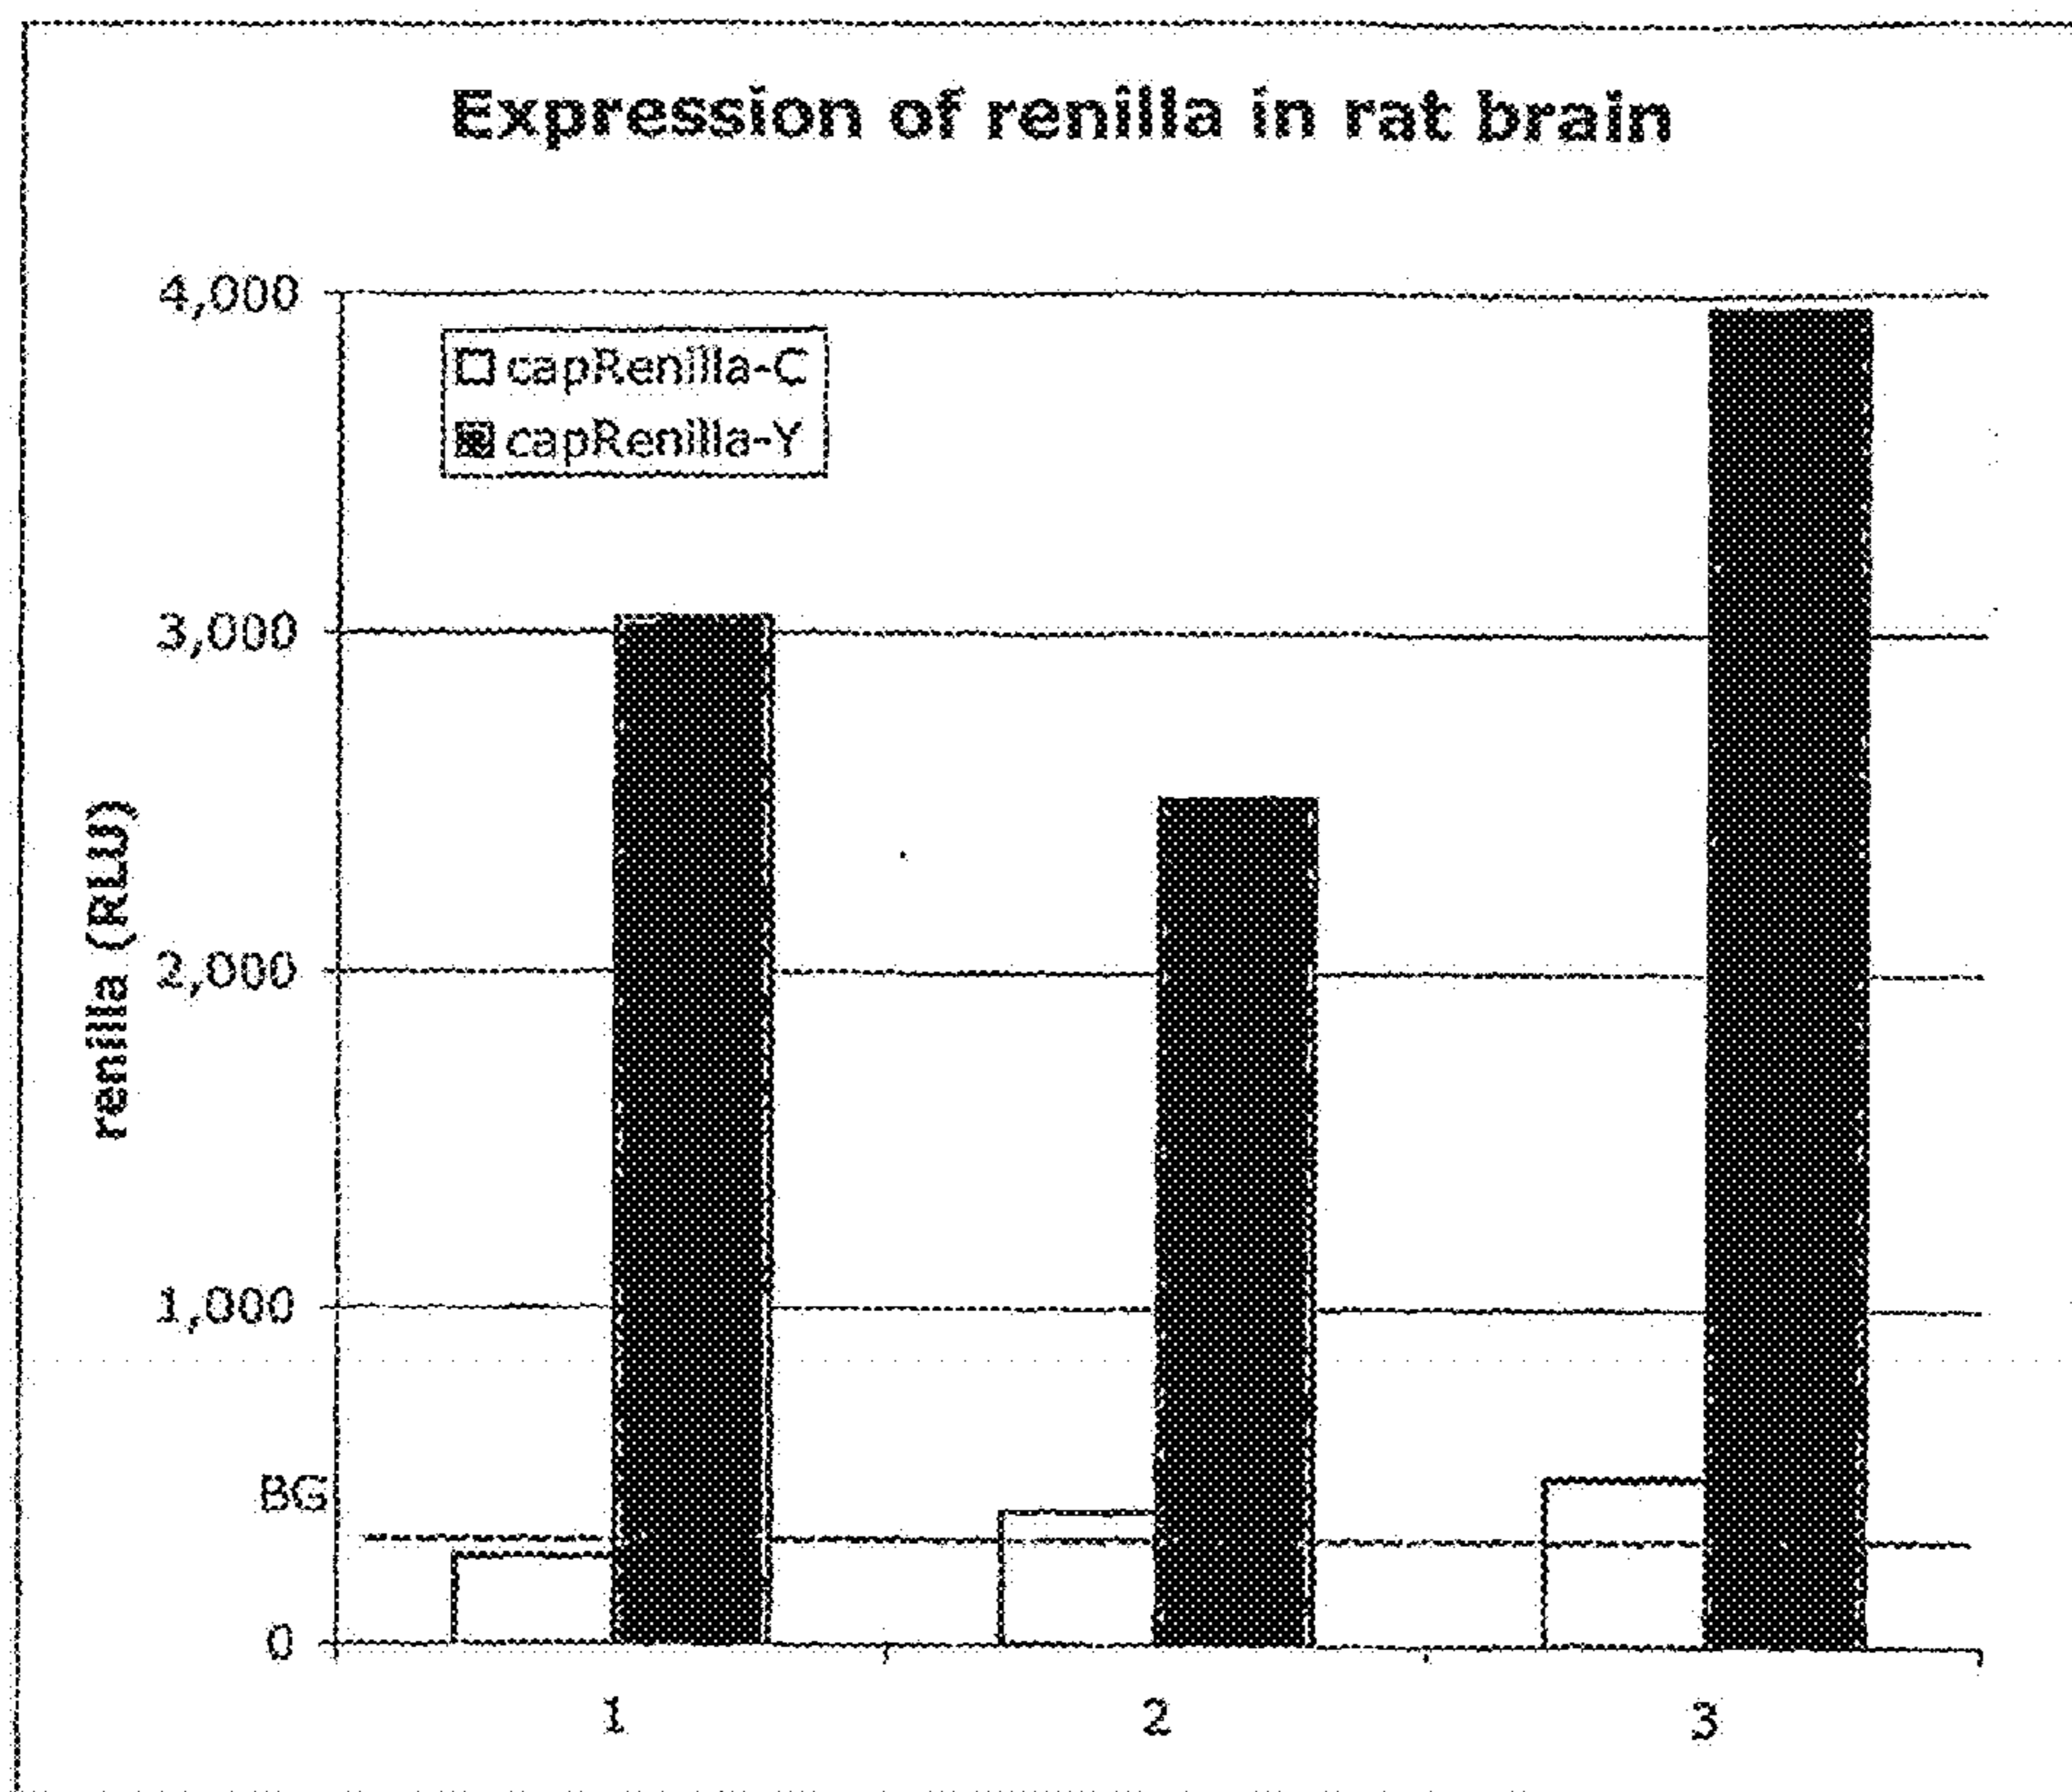 Expression of renilla in rat brain
4,000
capRenilla-C
capRenilla-Y
3,000
renilla (RLU)
2,000
1,000
BG
0
1 2 3